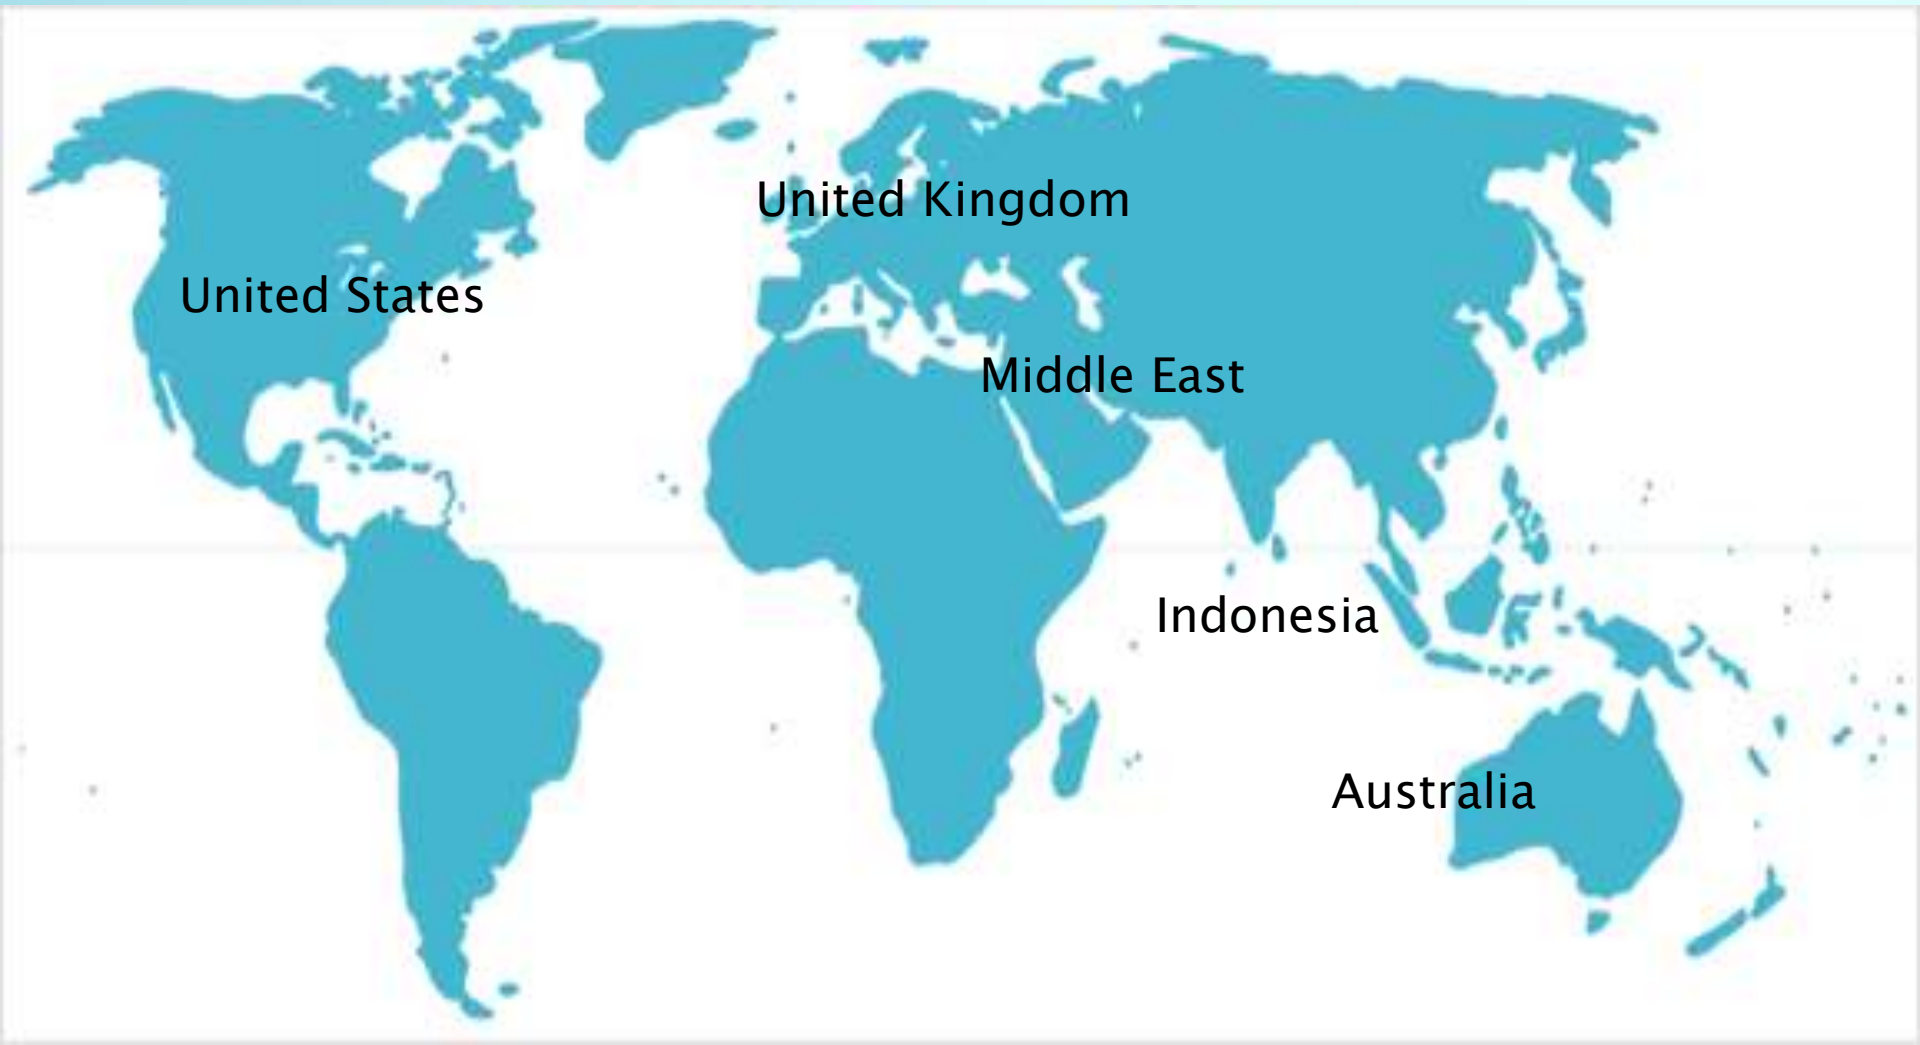 United Kingdom
United States
Middle East
Indonesia
Australia